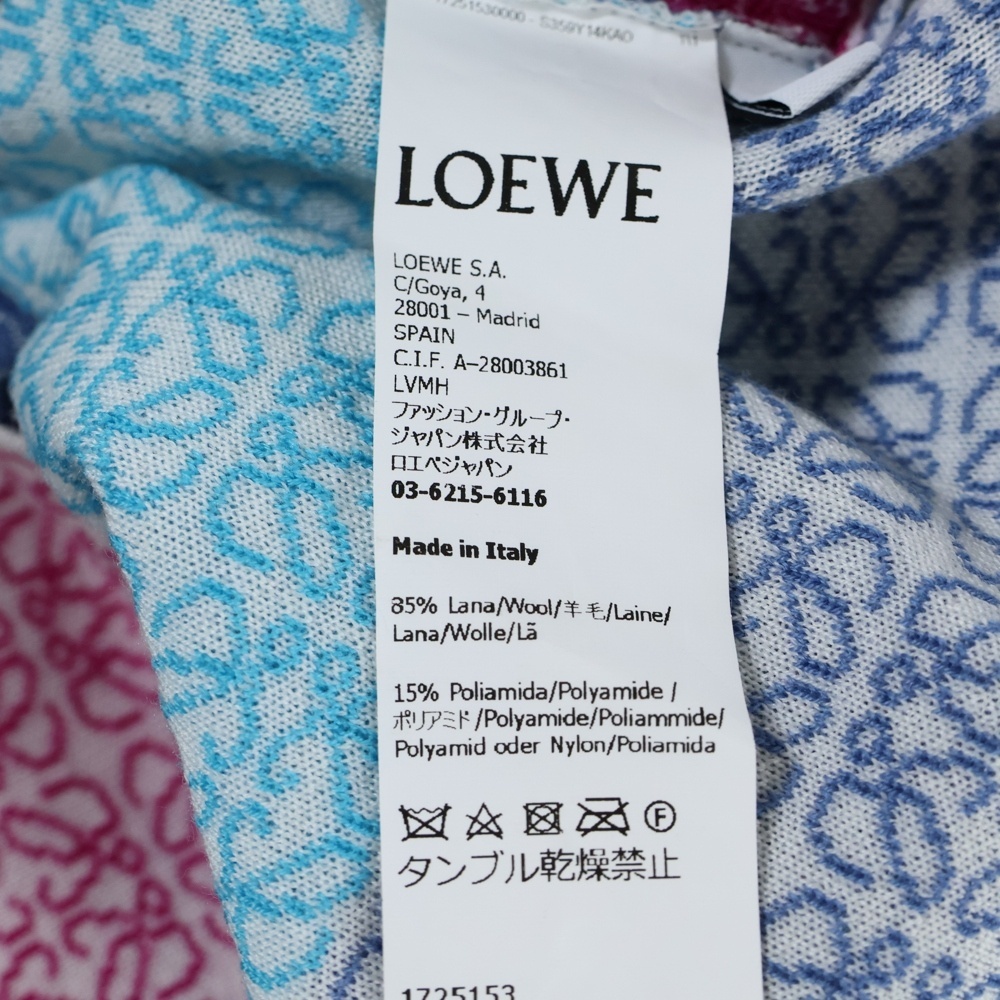 S359Y14KAO
LOEWE
LOEWE S.A.
C/Goya, 4
28001 – Madrid
SPAIN
C.I.F. A–28003861
LVMH
ファッション・グループ・
ジャパン株式会社
ロエベジャパン
03-6215-6116
Made in Italy
85% Lana/Wool/羊毛/Laine/
Lana/Wolle/Lã
15% Poliamida/Polyamide /
ポリアミド/Polyamide/Poliammide/
Polyamid oder Nylon/Poliamida
F
タンブル乾燥禁止
1725153